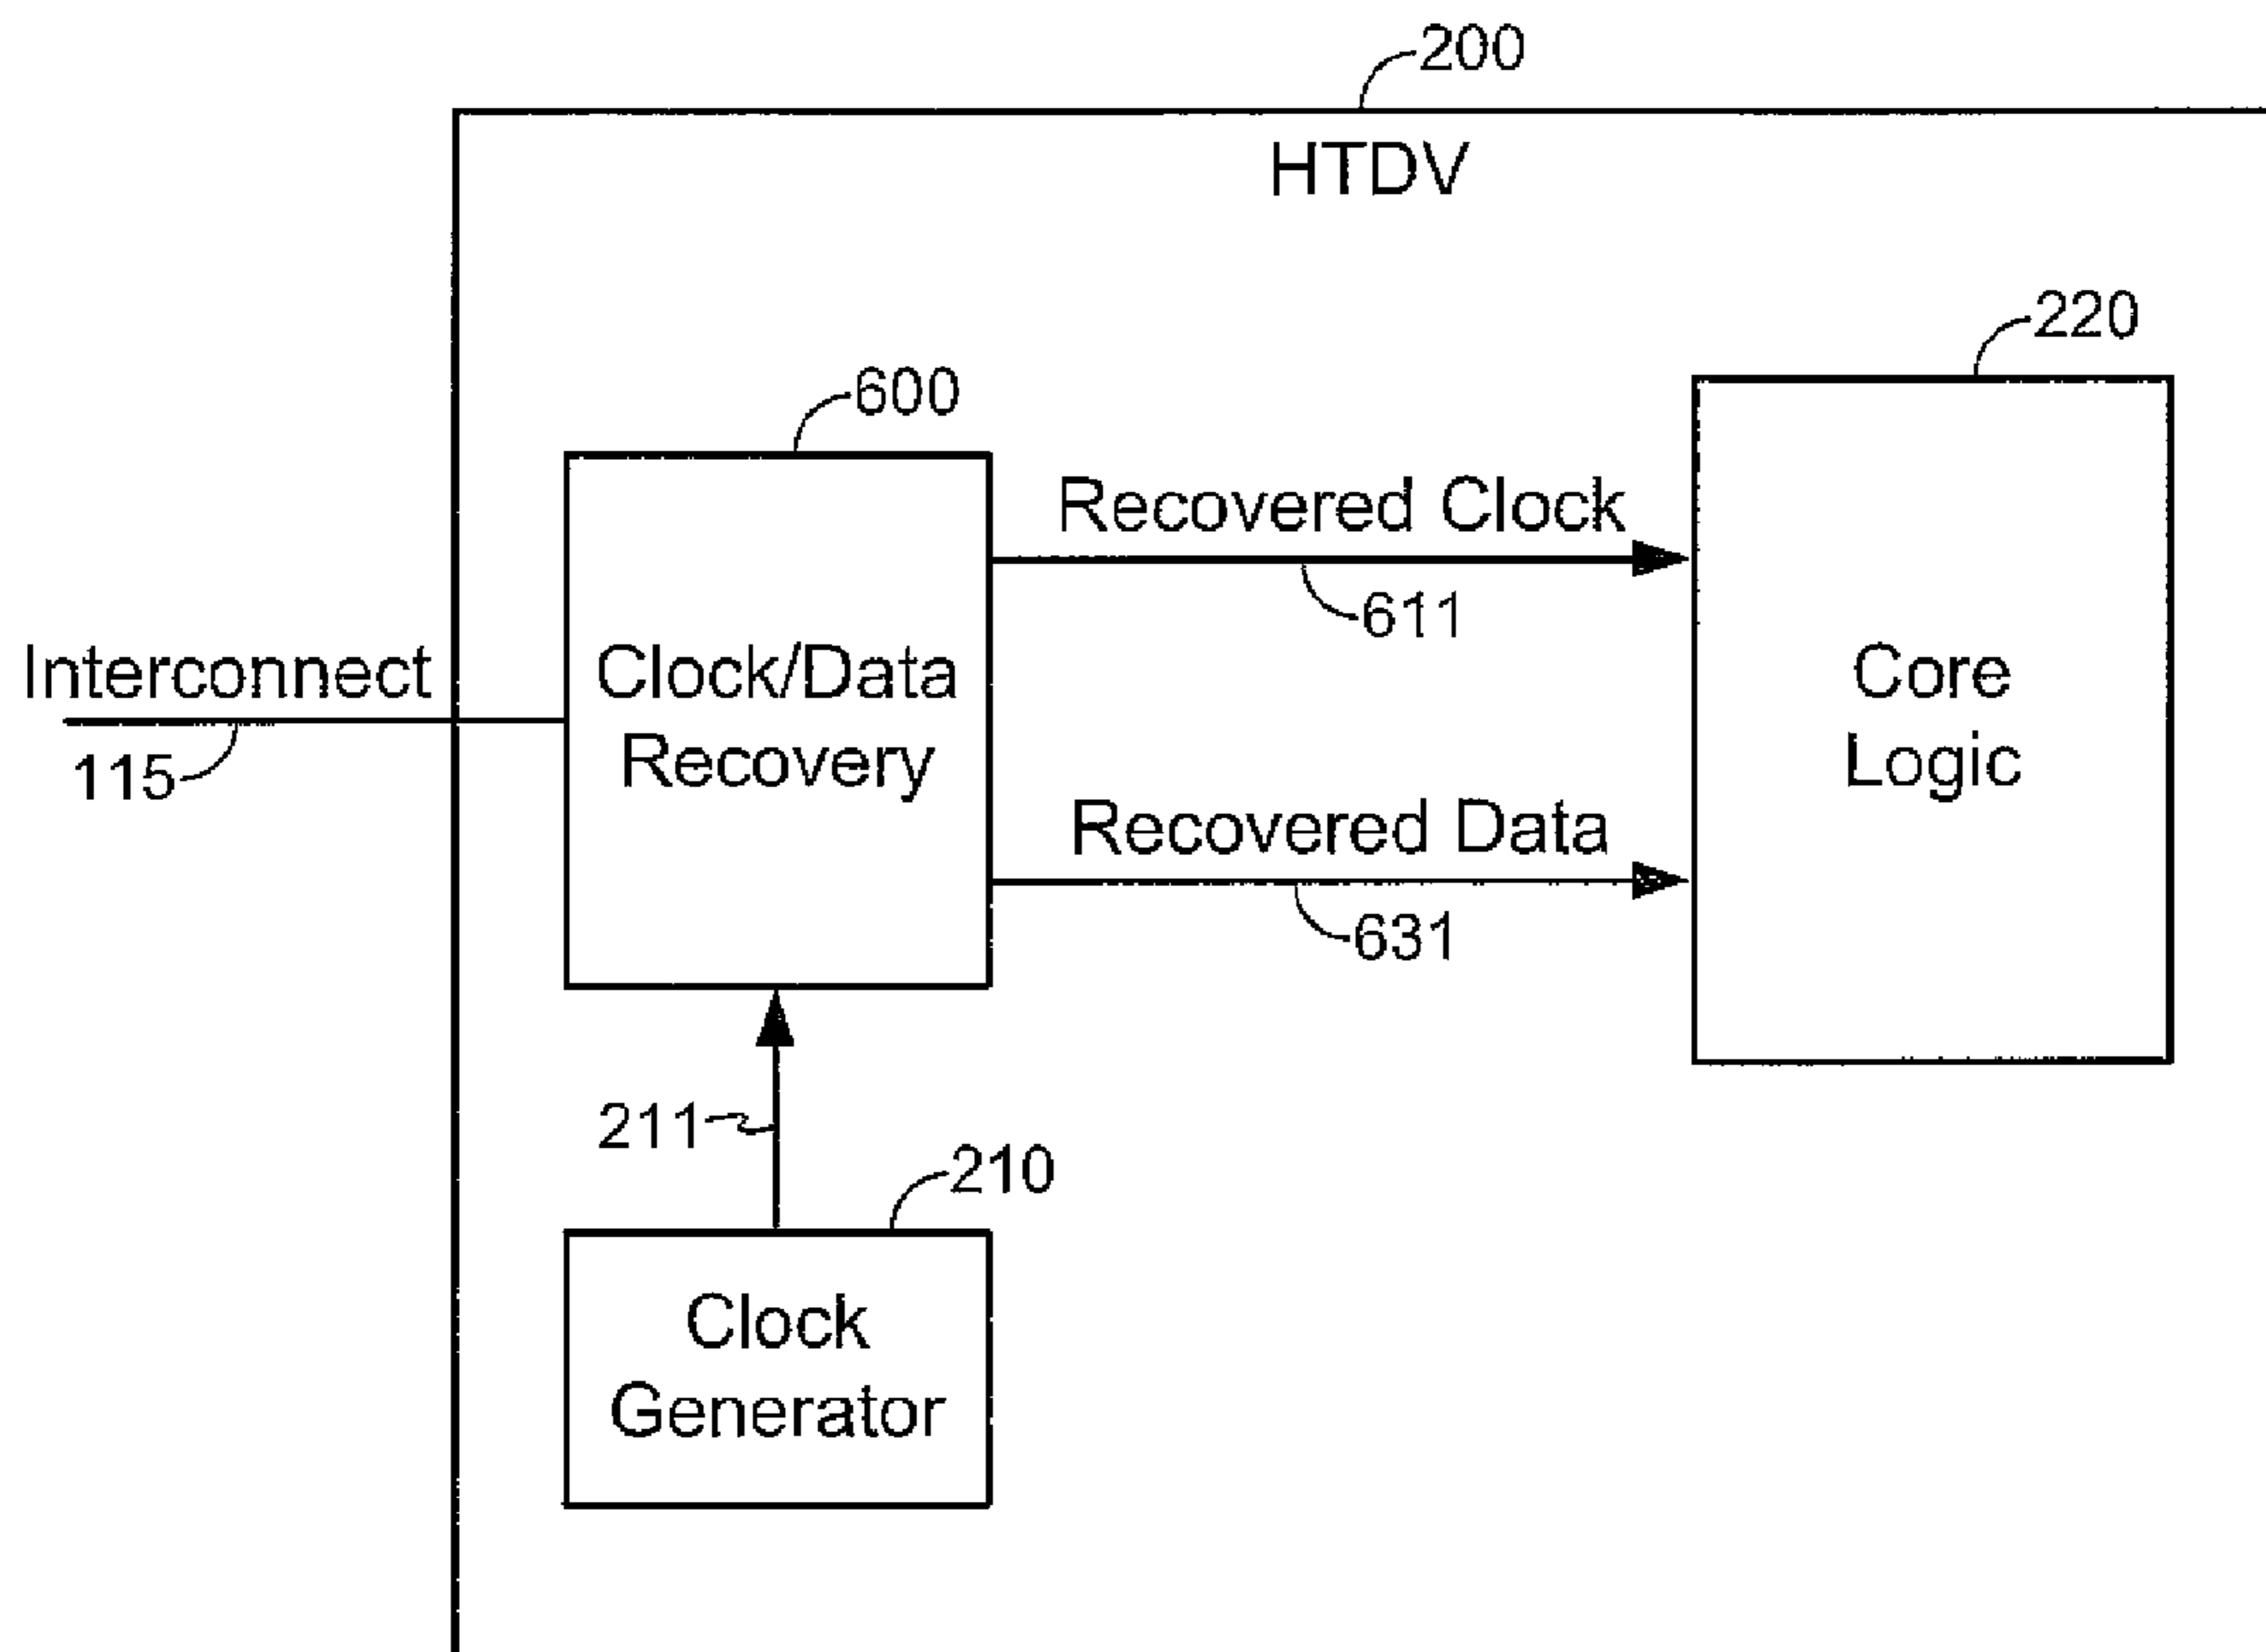 200
HTDV
220
600
Recovered Clock
611
Interconnect
115
Clock/Data
Recovery
Core
Logic
Recovered Data
631
211
210
Clock
Generator